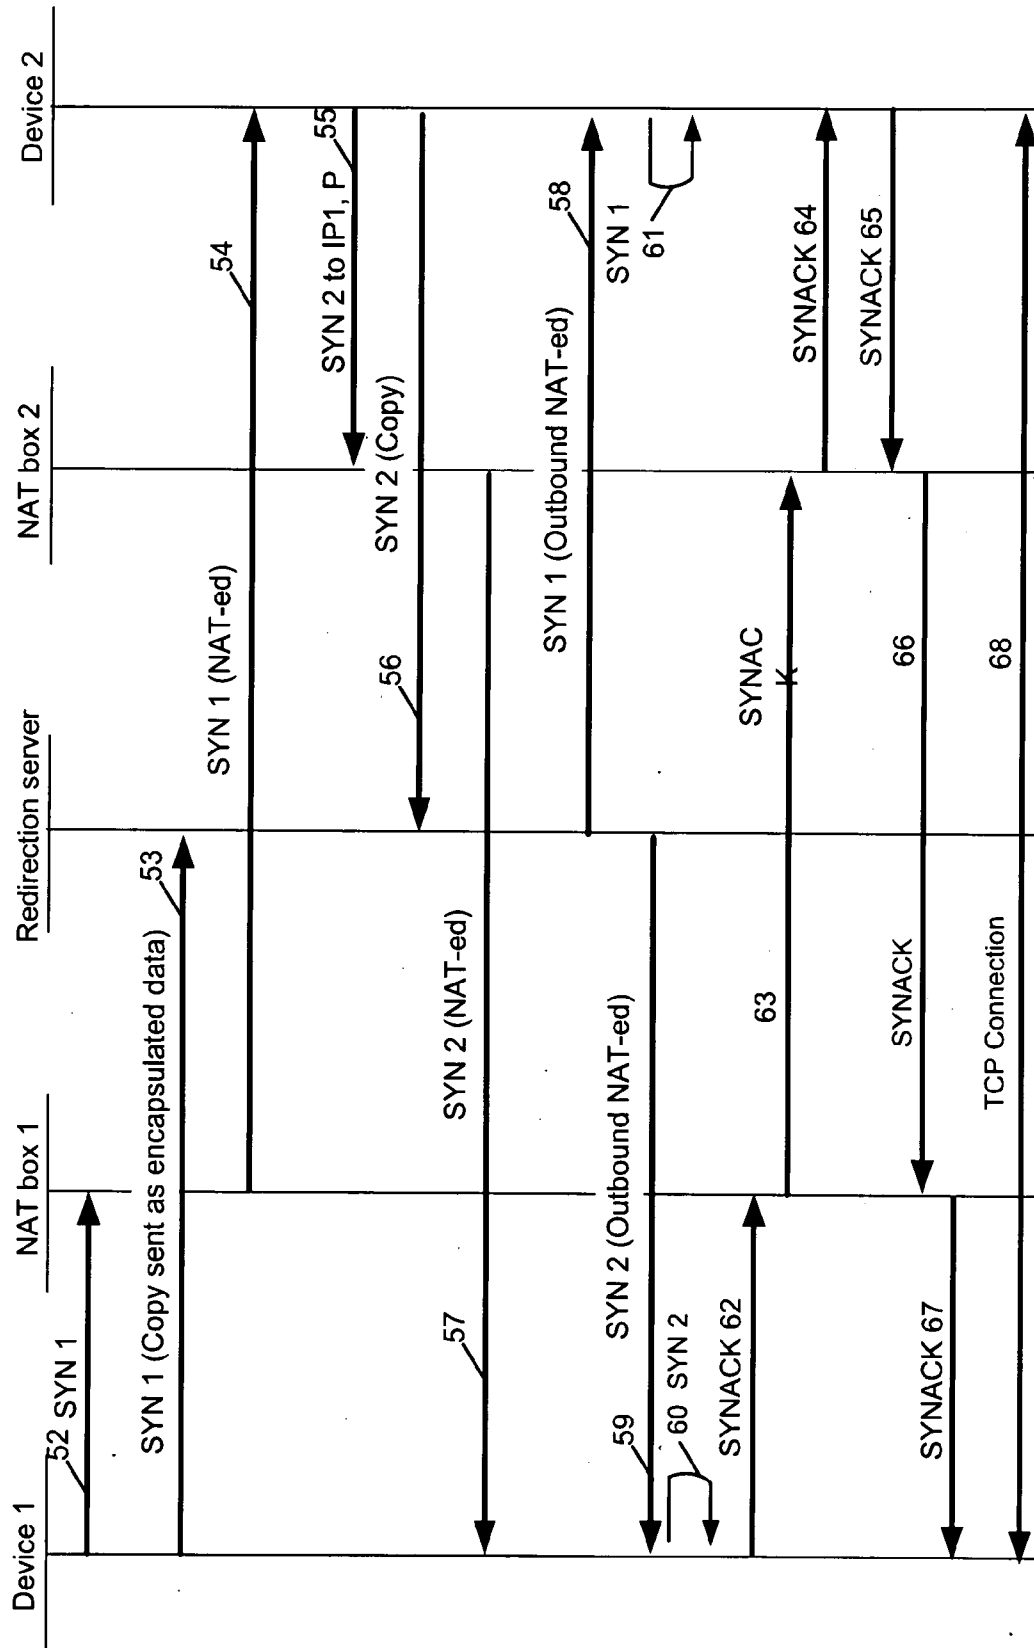 Device 1
NAT box 1
Redirection server
NAT box 2
Device 2
52 SYN 1
SYN 1 (Copy sent as encapsulated data)
53
SYN 1 (NAT-ed)
54
SYN 2 to IP1, P
55
SYN 2 (Copy)
56
57
SYN 2 (NAT-ed)
SYN 1 (Outbound NAT-ed)
58
59
SYN 2 (Outbound NAT-ed)
60 SYN 2
SYN 1
61
SYNACK 62
63
SYNAC
K
SYNACK 64
SYNACK 65
SYNACK
66
SYNACK 67
TCP Connection
68